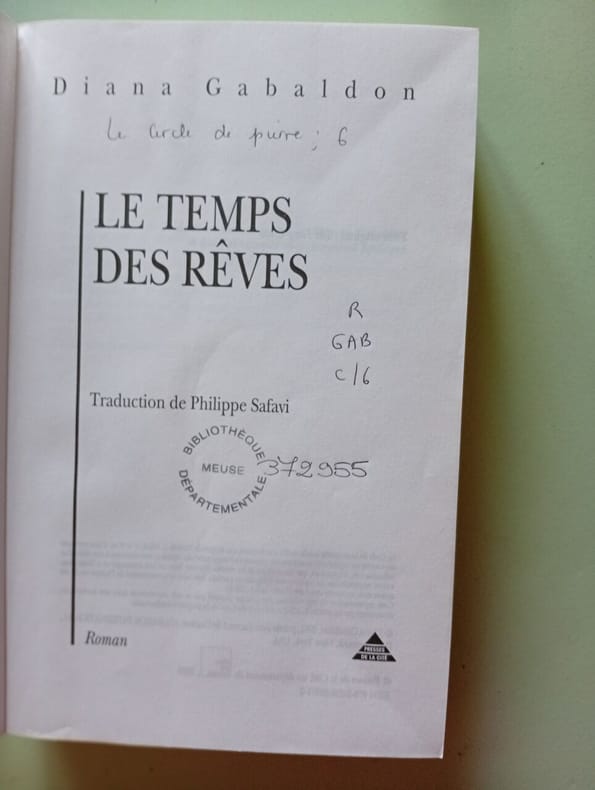 Diana Gabaldon
Le Cercle de pierre ; 6
LE TEMPS
DES RÊVES
R
GAB
C/6
Traduction de Philippe Safavi
BIBLIOTHÈQUE
MEUSE
DÉPARTEMENTALE
372955
Roman
PRESSES
DE LA CITÉ